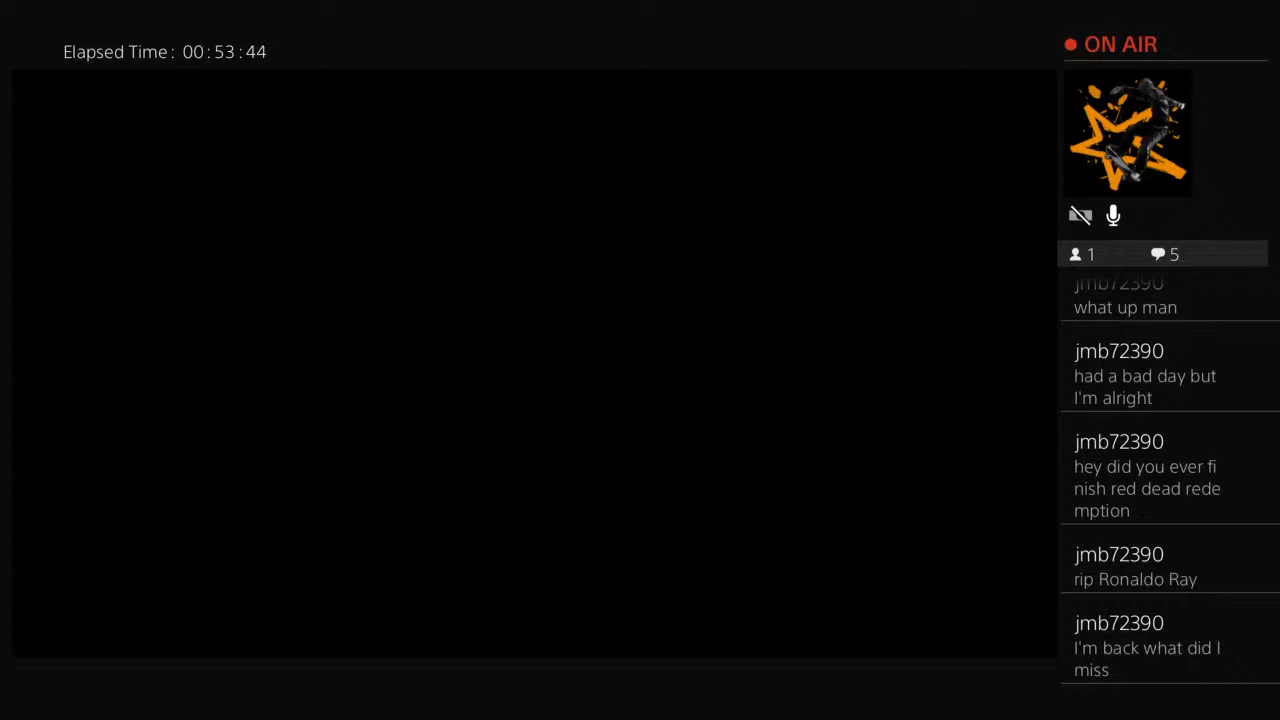 Elapsed Time: 00:53:44
ON AIR
1 5
jmb72390
what up man
jmb72390
had a bad day but
I'm alright
jmb72390
hey did you ever fi
nish red dead rede
mption
jmb72390
rip Ronaldo Ray
jmb72390
I'm back what did I
miss